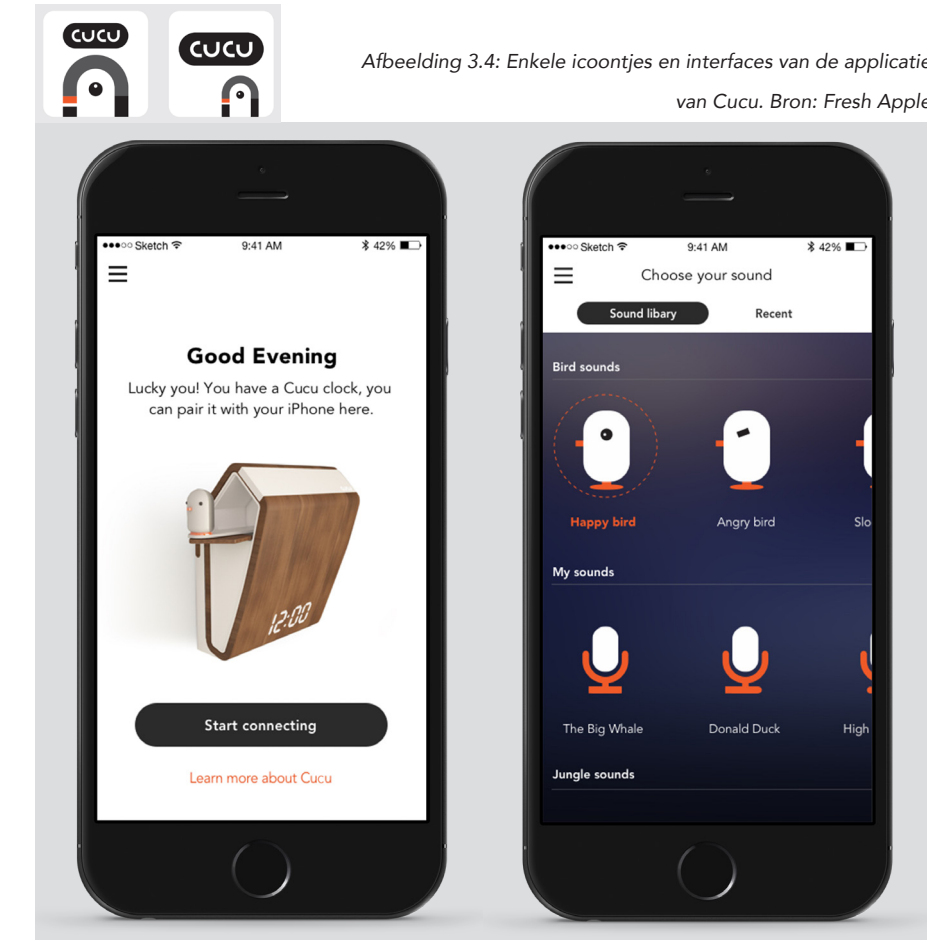 CUCU
CUCU
Afbeelding 3.4: Enkele icoontjes en interfaces van de applicatie
van Cucu. Bron: Fresh Apple
Sketch 9:41 AM 42%
Good Evening
Lucky you! You have a Cucu clock, you
can pair it with your iPhone here.
12:00
Start connecting
Learn more about Cucu
Sketch 9:41 AM 42%
Choose your sound
Sound libary Recent
Bird sounds
Happy bird Angry bird Slo
My sounds
The Big Whale Donald Duck High
Jungle sounds